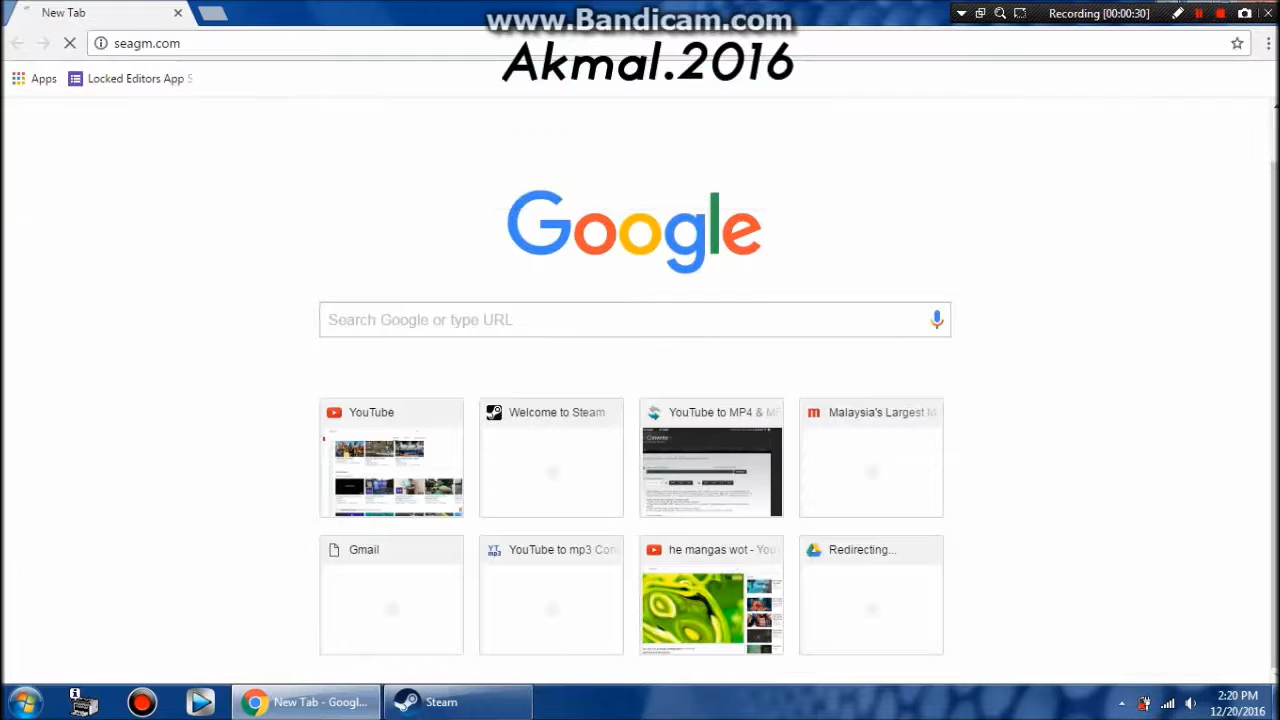 New Tab
www.Bandicam.com
Recording [00:00:30]
seagm.com
Akmal.2016
Apps
Locked Editors App S
Google
Search Google or type URL
YouTube
Welcome to Steam
YouTube to MP4 & M
Malaysia's Largest M
Gmail
YouTube to mp3 Con
he mangas wot - You
Redirecting...
New Tab - Googl...
Steam
2:20 PM
12/20/2016